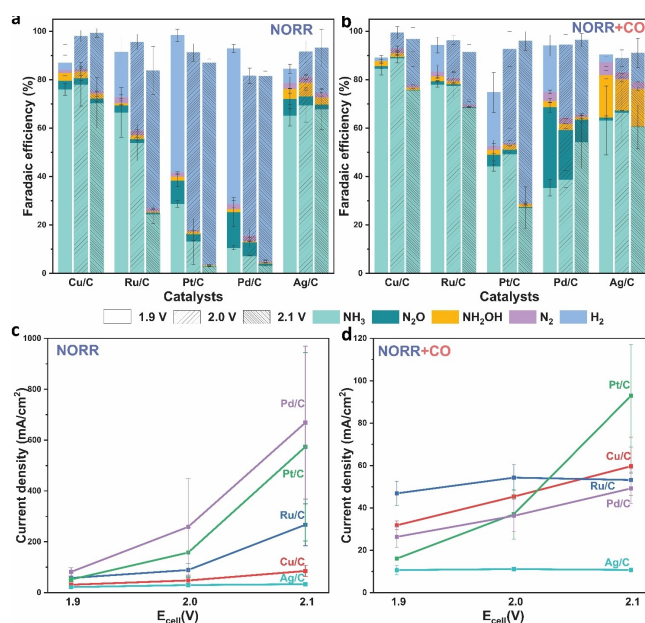 a
NORR
Faradaic efficiency (%)
100
80
60
40
20
0
Cu/C Ru/C Pt/C Pd/C Ag/C
Catalysts
b
NORR+CO
Faradaic efficiency (%)
100
80
60
40
20
0
Cu/C Ru/C Pt/C Pd/C Ag/C
Catalysts
1.9 V 2.0 V 2.1 V NH₃ N₂O NH₂OH N₂ H₂
c
NORR
Current density (mA/cm²)
1000
800
600
400
200
0
Pd/C
Pt/C
Ru/C
Cu/C
Ag/C
1.9 2.0 2.1
E_cell(V)
d
NORR+CO
Current density (mA/cm²)
120
100
80
60
40
20
0
Pt/C
Cu/C
Ru/C
Pd/C
Ag/C
1.9 2.0 2.1
E_cell(V)